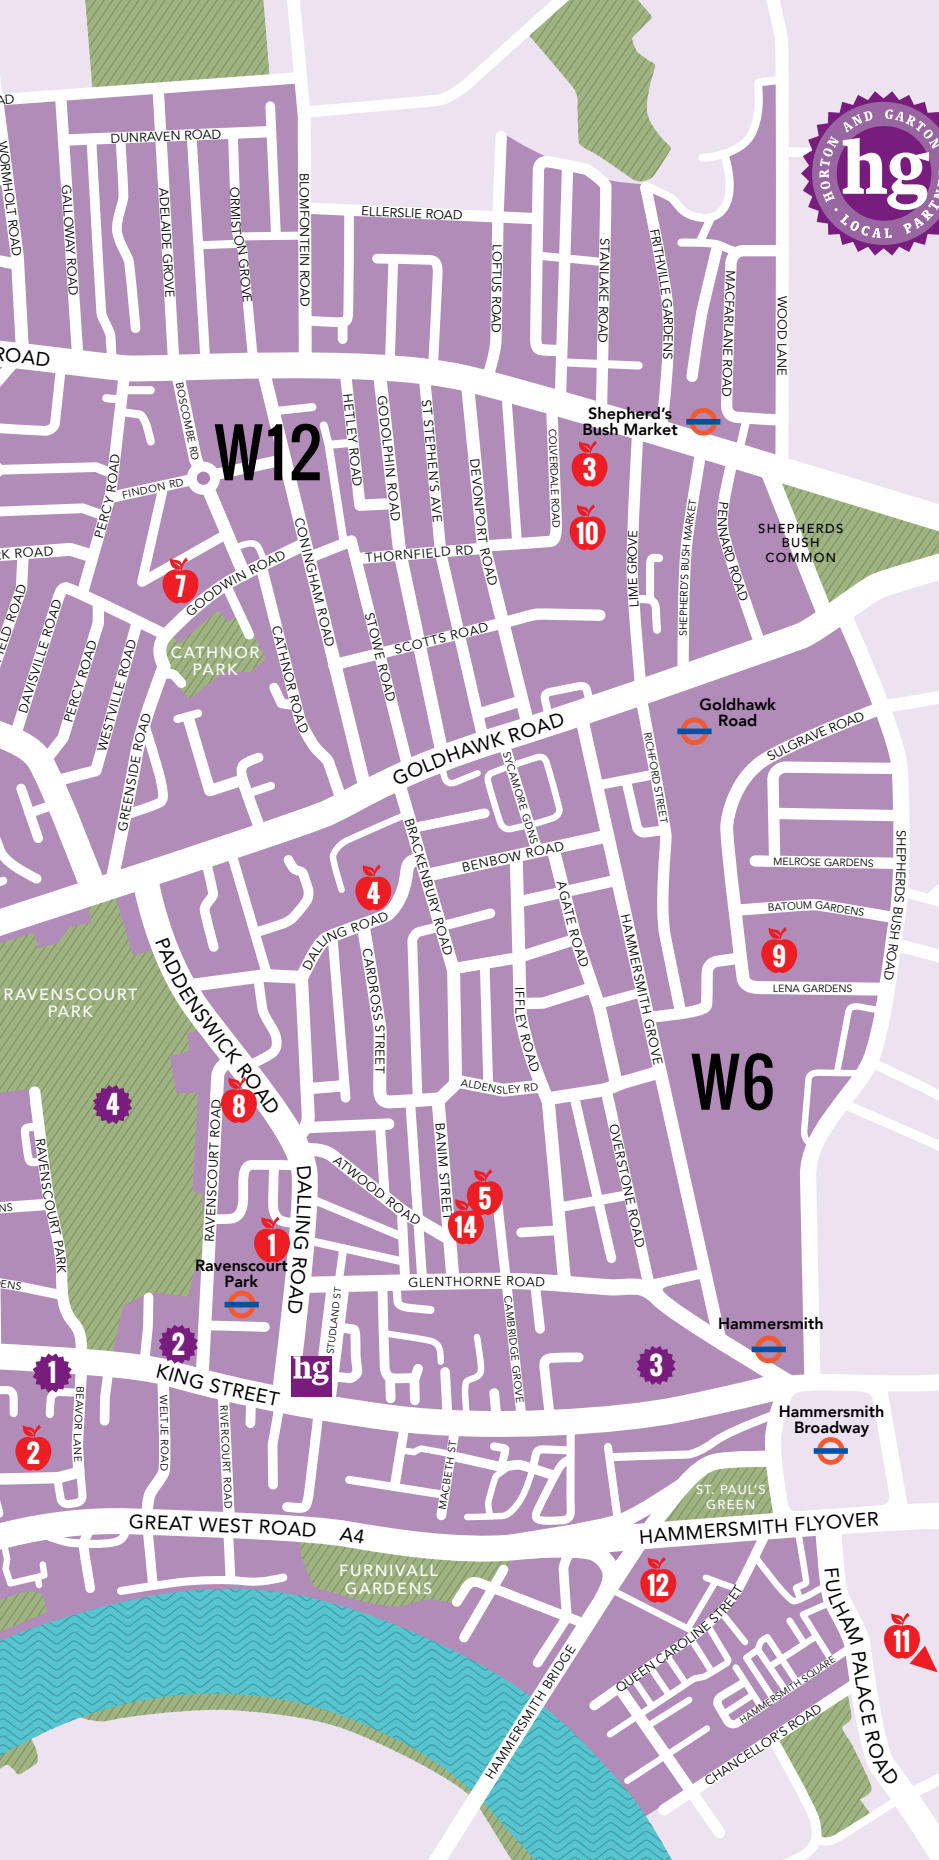 AD
DUNRAVEN ROAD
WORMHOLT ROAD
GALLOWAY ROAD
ADELAIDE GROVE
ORMISTON GROVE
BLOMFONTEIN ROAD
ELLERSLIE ROAD
LOFTUS ROAD
STANLAKE ROAD
FRITHVILLE GARDENS
MACFARLANE ROAD
WOOD LANE
HORTON AND GARTON
hg
· LOCAL PART
ROAD
BOSCOMBE RD
W12
HETLEY ROAD
GODOLPHIN ROAD
ST STEPHEN'S AVE
DEVONPORT ROAD
COLVERDALE ROAD
Shepherd's
Bush Market
3
10
PERCY ROAD
FINDON RD
CONINGHAM ROAD
THORNFIELD RD
LIME GROVE
SHEPHERD'S BUSH MARKET
PENNARD ROAD
SHEPHERDS
BUSH
COMMON
RK ROAD
7
GOODWIN ROAD
IELD ROAD
DAVISVILLE ROAD
PERCY ROAD
WESTVILLE ROAD
CATHNOR
PARK
CATHNOR ROAD
STOWE ROAD
SCOTTS ROAD
GREENSIDE ROAD
GOLDHAWK ROAD
Goldhawk
Road
SYCAMORE GDNS
RICHFORD STREET
SULGRAVE ROAD
BRACKENBURY ROAD
BENBOW ROAD
MELROSE GARDENS
SHEPHERDS BUSH ROAD
4
DALLING ROAD
AGATE ROAD
HAMMERSMITH GROVE
BATOUM GARDENS
9
LENA GARDENS
PADDENSWICK ROAD
CARDROSS STREET
IFFLEY ROAD
RAVENSCOURT
PARK
W6
4
8
ALDENSLEY RD
RAVENSCOURT PARK
RAVENSCOURT ROAD
BANIM STREET
OVERSTONE ROAD
ATWOOD ROAD
DALLING ROAD
5
14
1
NS
ENS
Ravenscourt
Park
GLENTHORNE ROAD
STUDLAND ST
CAMBRIDGE GROVE
Hammersmith
1
2
3
hg
KING STREET
2
BEAVOR LANE
WELTJE ROAD
RIVERCOURT ROAD
MACBETH ST
Hammersmith
Broadway
ST. PAUL'S
GREEN
GREAT WEST ROAD A4
HAMMERSMITH FLYOVER
FURNIVALL
GARDENS
12
QUEEN CAROLINE STREET
FULHAM PALACE ROAD
11
HAMMERSMITH BRIDGE
HAMMERSMITH SQUARE
CHANCELLOR'S ROAD